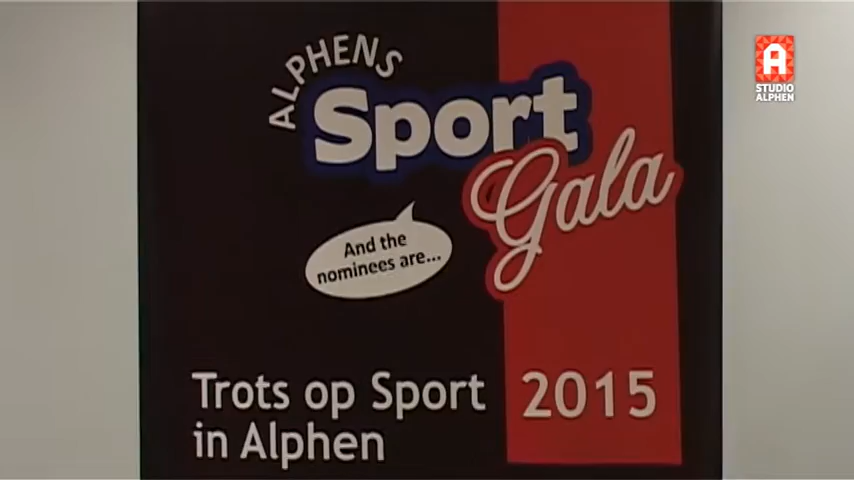 ALPHENS
Sport
Gala
And the
nominees are...
Trots op Sport 2015
in Alphen
A
STUDIO
ALPHEN